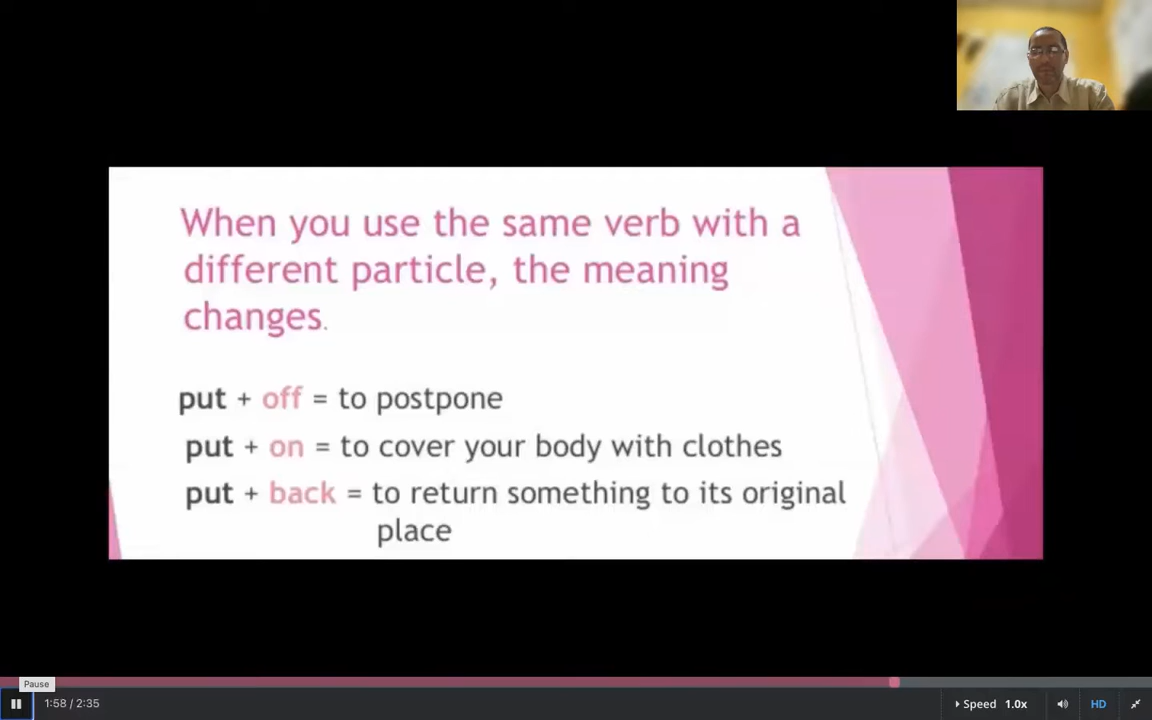 When you use the same verb with a
different particle, the meaning
changes.
put + off = to postpone
put + on = to cover your body with clothes
put + back = to return something to its original
place
Pause
1:58 / 2:35
Speed 1.0x
HD